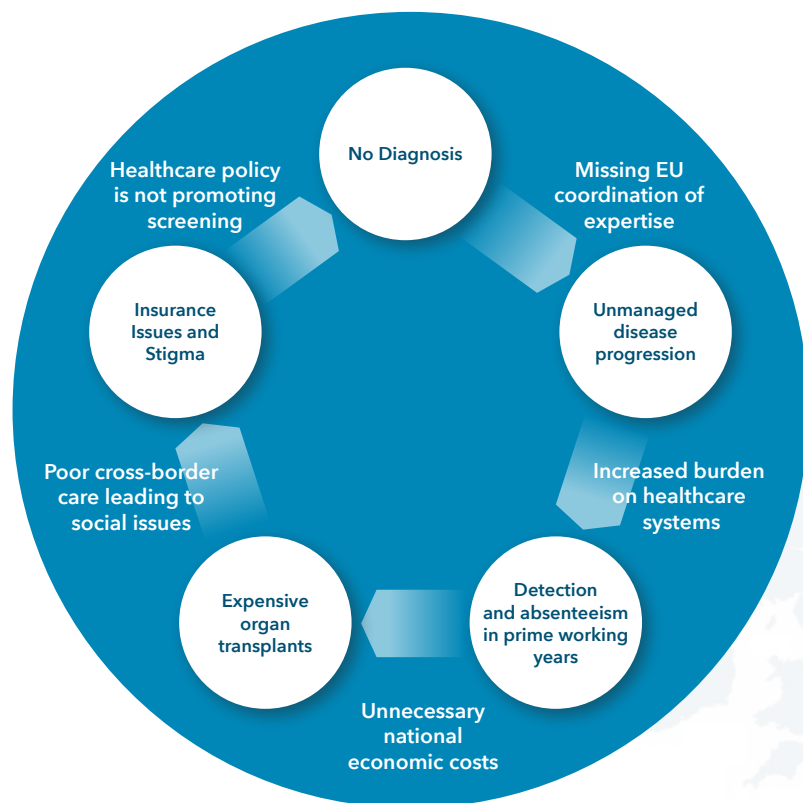 No Diagnosis
Missing EU
coordination of
expertise
Unmanaged
disease
progression
Increased burden
on healthcare
systems
Detection
and absenteeism
in prime working
years
Unnecessary
national
economic costs
Expensive
organ
transplants
Poor cross-border
care leading to
social issues
Insurance
Issues and
Stigma
Healthcare policy
is not promoting
screening